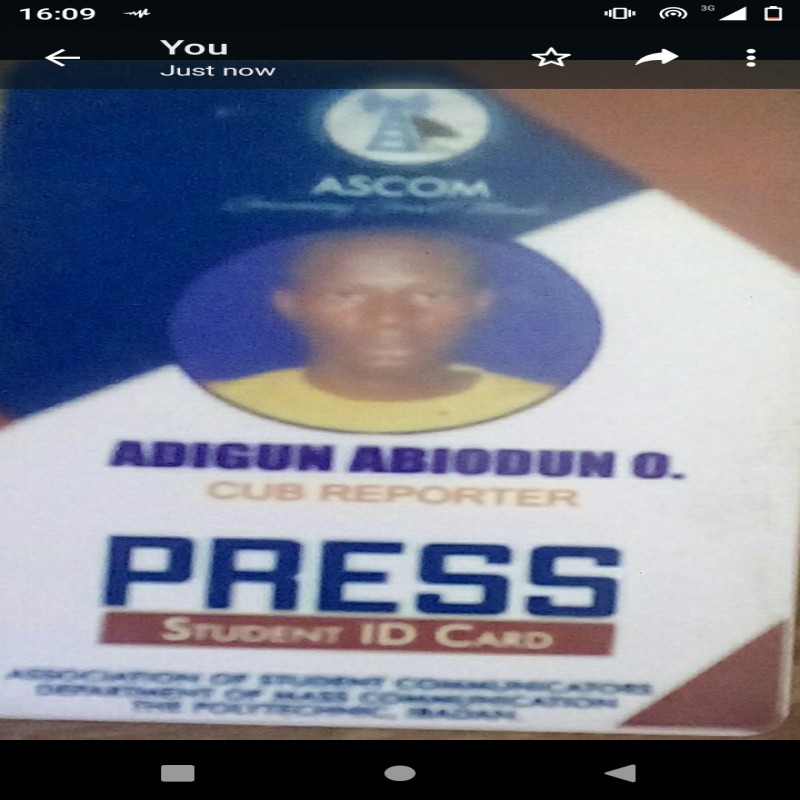 16:09
3G
You
Just now
ASCOM
ADIGUN ABIODUN O.
CUB REPORTER
PRESS
STUDENT ID CARD
ASSOCIATION OF STUDENT COMMUNICATORS
DEPARTMENT OF MASS COMMUNICATION
THE POLYTECHNIC, IBADAN.